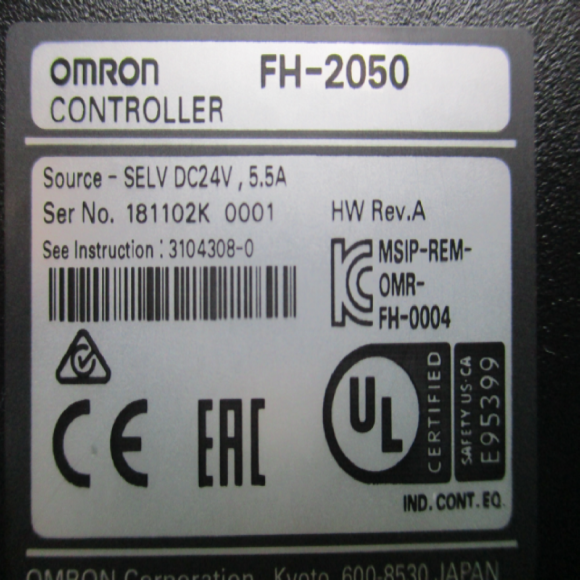 OMRON FH-2050
CONTROLLER
Source - SELV DC24V , 5.5A
Ser No. 181102K 0001 HW Rev.A
See Instruction : 3104308-0
MSIP-REM-
OMR-
FH-0004
CE EAC
UL
CERTIFIED
SAFETY US-CA
E95399
IND. CONT. EQ.
OMRON Corporation Kyoto 600-8530 JAPAN